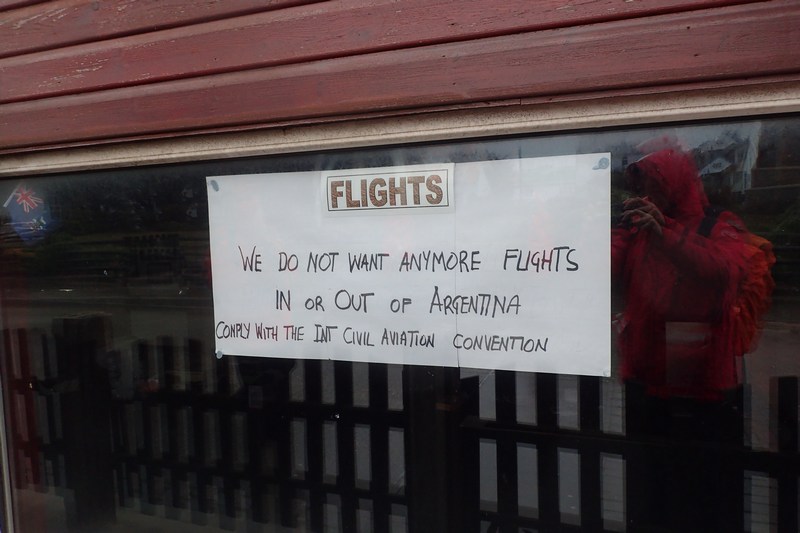 FLIGHTS
WE DO NOT WANT ANYMORE FLIGHTS
IN OR OUT OF ARGENTINA
COMPLY WITH THE INT CIVIL AVIATION CONVENTION